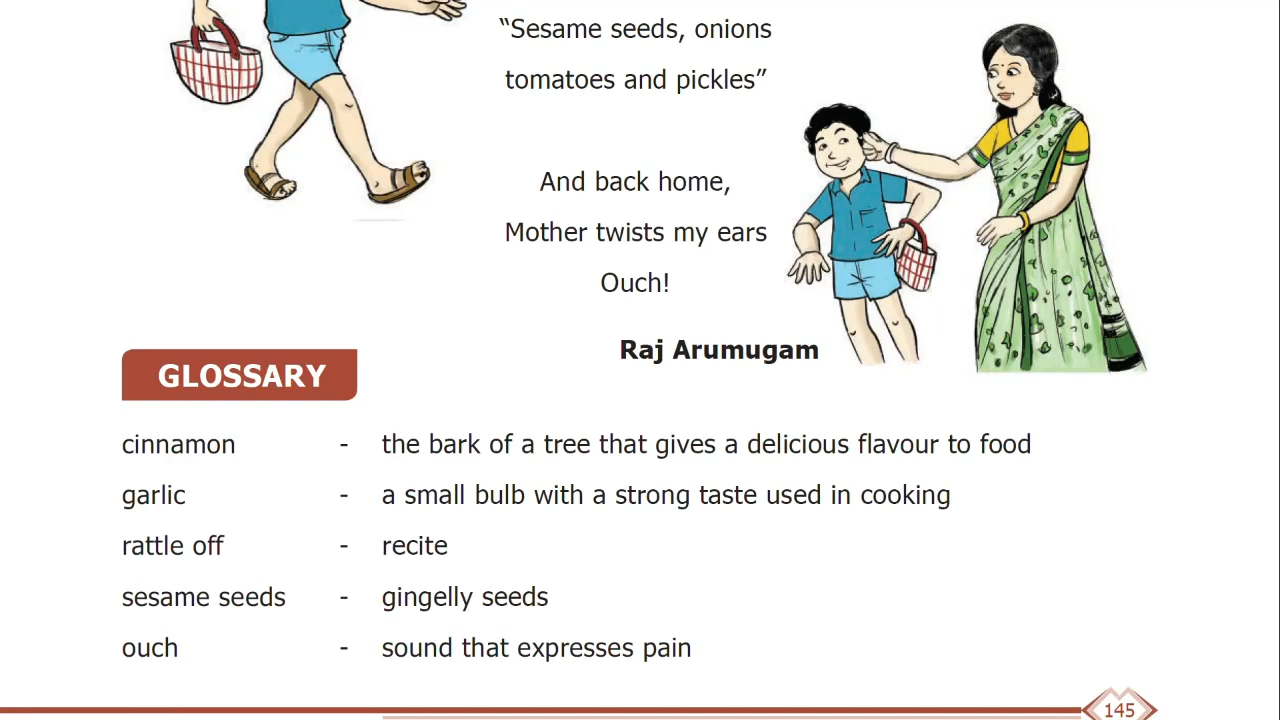 “Sesame seeds, onions
tomatoes and pickles”
And back home,
Mother twists my ears
Ouch!
Raj Arumugam
GLOSSARY
cinnamon - the bark of a tree that gives a delicious flavour to food
garlic - a small bulb with a strong taste used in cooking
rattle off - recite
sesame seeds - gingelly seeds
ouch - sound that expresses pain
145